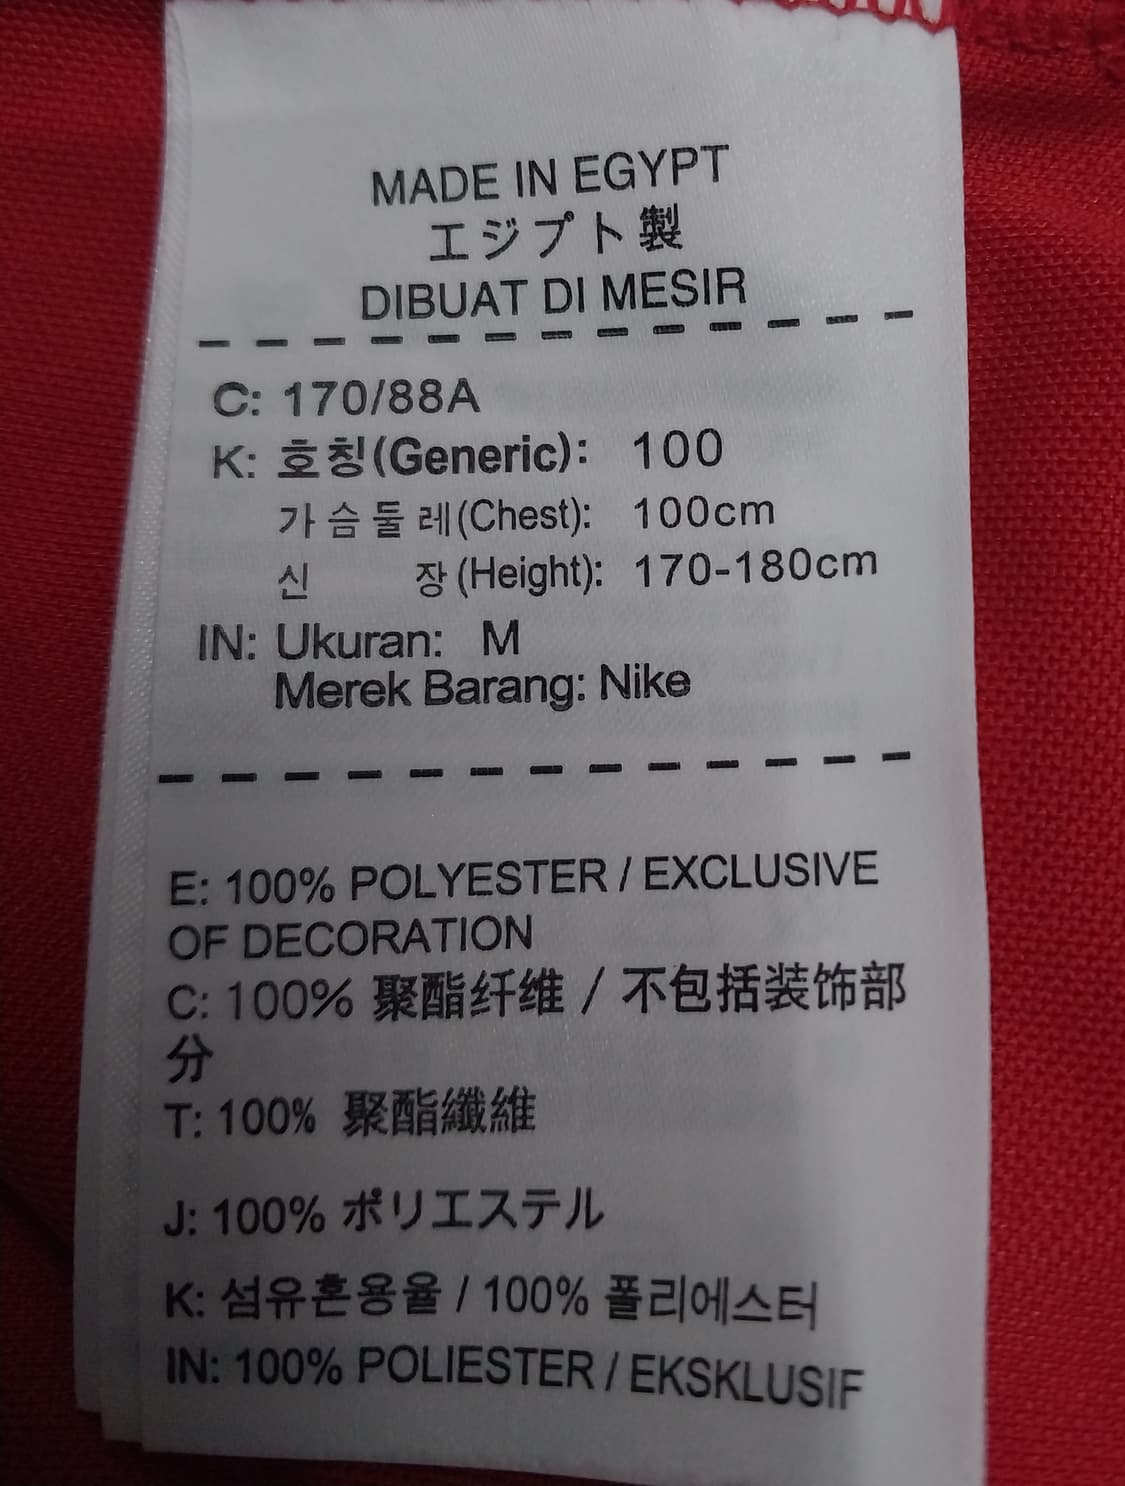 MADE IN EGYPT
エジプト製
DIBUAT DI MESIR
C: 170/88A
K: 호칭(Generic): 100
가슴둘레(Chest): 100cm
신 장(Height): 170-180cm
IN: Ukuran: M
Merek Barang: Nike
E: 100% POLYESTER / EXCLUSIVE
OF DECORATION
C: 100% 聚酯纤维 / 不包括装饰部
分
T: 100% 聚酯纖維
J: 100% ポリエステル
K: 섬유혼용율 / 100% 폴리에스터
IN: 100% POLIESTER / EKSKLUSIF